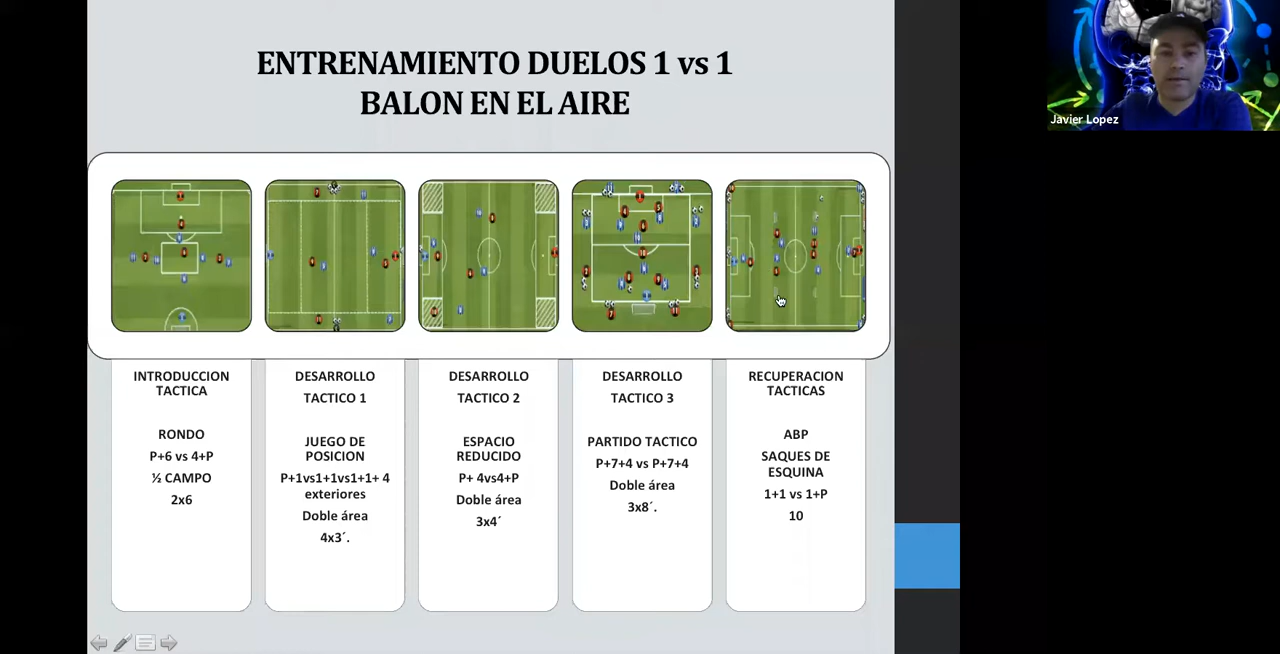 ENTRENAMIENTO DUELOS 1 vs 1
BALON EN EL AIRE
Javier Lopez
INTRODUCCION
TACTICA
RONDO
P+6 vs 4+P
½ CAMPO
2x6
DESARROLLO
TACTICO 1
JUEGO DE
POSICION
P+1vs1+1vs1+1+ 4
exteriores
Doble área
4x3´.
DESARROLLO
TACTICO 2
ESPACIO
REDUCIDO
P+ 4vs4+P
Doble área
3x4´
DESARROLLO
TACTICO 3
PARTIDO TACTICO
P+7+4 vs P+7+4
Doble área
3x8´.
RECUPERACION
TACTICAS
ABP
SAQUES DE
ESQUINA
1+1 vs 1+P
10